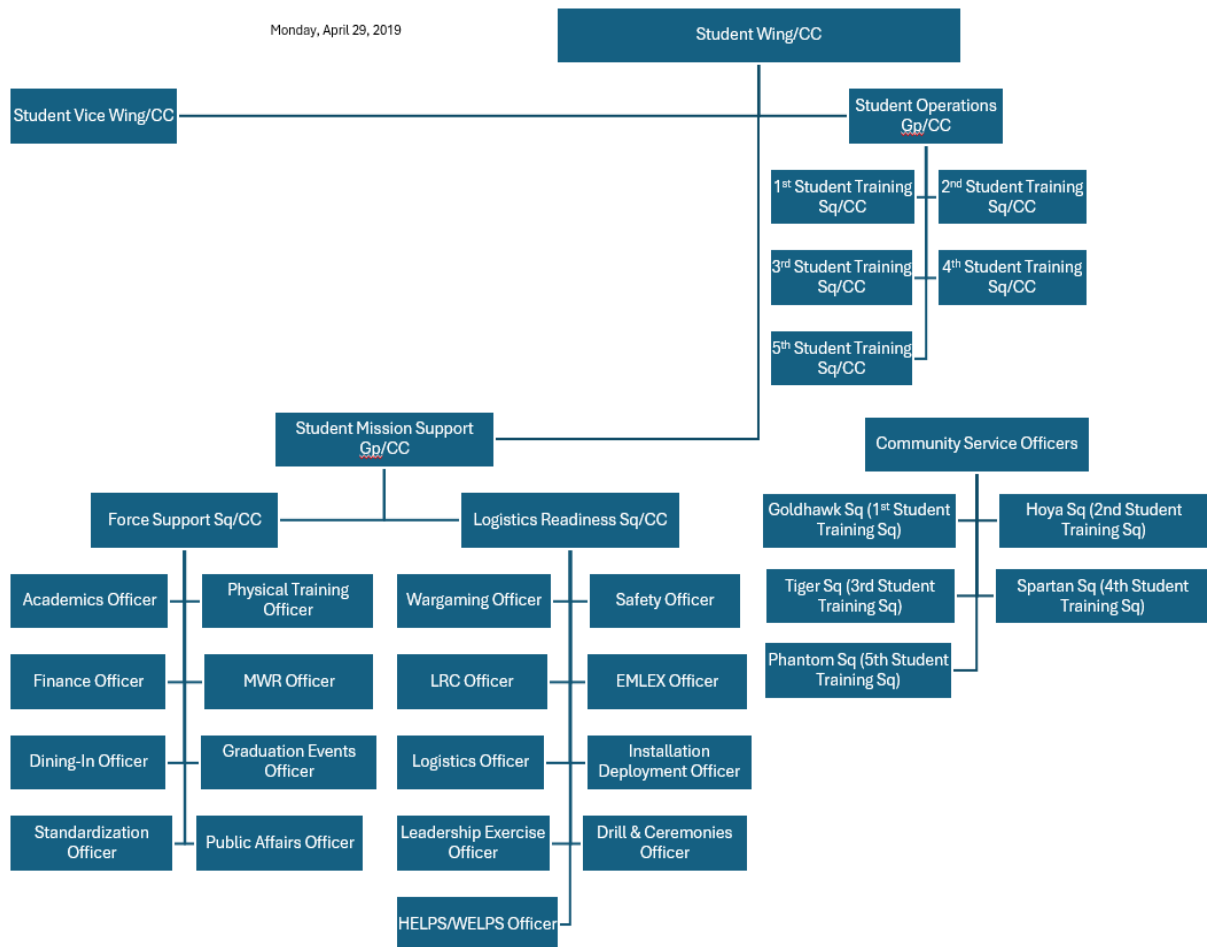 Monday, April 29, 2019
Student Wing/CC
Student Vice Wing/CC
Student Operations
Gp/CC
1st Student Training
Sq/CC
2nd Student Training
Sq/CC
3rd Student Training
Sq/CC
4th Student Training
Sq/CC
5th Student Training
Sq/CC
Student Mission Support
Gp/CC
Community Service Officers
Force Support Sq/CC
Logistics Readiness Sq/CC
Goldhawk Sq (1st Student
Training Sq)
Hoya Sq (2nd Student
Training Sq)
Tiger Sq (3rd Student
Training Sq)
Spartan Sq (4th Student
Training Sq)
Phantom Sq (5th Student
Training Sq)
Academics Officer
Physical Training
Officer
Finance Officer
MWR Officer
Dining-In Officer
Graduation Events
Officer
Standardization
Officer
Public Affairs Officer
Wargaming Officer
Safety Officer
LRC Officer
EMLEX Officer
Logistics Officer
Installation
Deployment Officer
Leadership Exercise
Officer
Drill & Ceremonies
Officer
HELPS/WELPS Officer